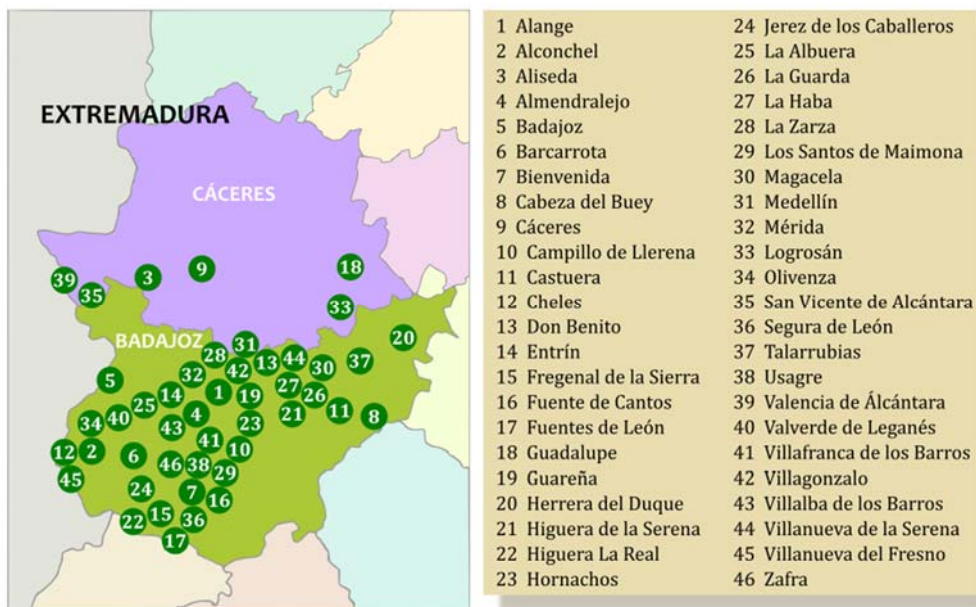 EXTREMADURA
CÁCERES
39
3
9
18
35
33
BADAJOZ
20
31
28
13
44
37
32
42
30
5
27
14
1
19
26
25
4
21
11
8
34
40
43
23
41
12
2
6
10
46
38
29
45
24
7
16
15
22
36
17
1 Alange
2 Alconchel
3 Aliseda
4 Almendralejo
5 Badajoz
6 Barcarrota
7 Bienvenida
8 Cabeza del Buey
9 Cáceres
10 Campillo de Llerena
11 Castuera
12 Cheles
13 Don Benito
14 Entrín
15 Fregenal de la Sierra
16 Fuente de Cantos
17 Fuentes de León
18 Guadalupe
19 Guareña
20 Herrera del Duque
21 Higuera de la Serena
22 Higuera La Real
23 Hornachos
24 Jerez de los Caballeros
25 La Albuera
26 La Guarda
27 La Haba
28 La Zarza
29 Los Santos de Maimona
30 Magacela
31 Medellín
32 Mérida
33 Logrosán
34 Olivenza
35 San Vicente de Alcántara
36 Segura de León
37 Talarrubias
38 Usagre
39 Valencia de Álcántara
40 Valverde de Leganés
41 Villafranca de los Barros
42 Villagonzalo
43 Villalba de los Barros
44 Villanueva de la Serena
45 Villanueva del Fresno
46 Zafra